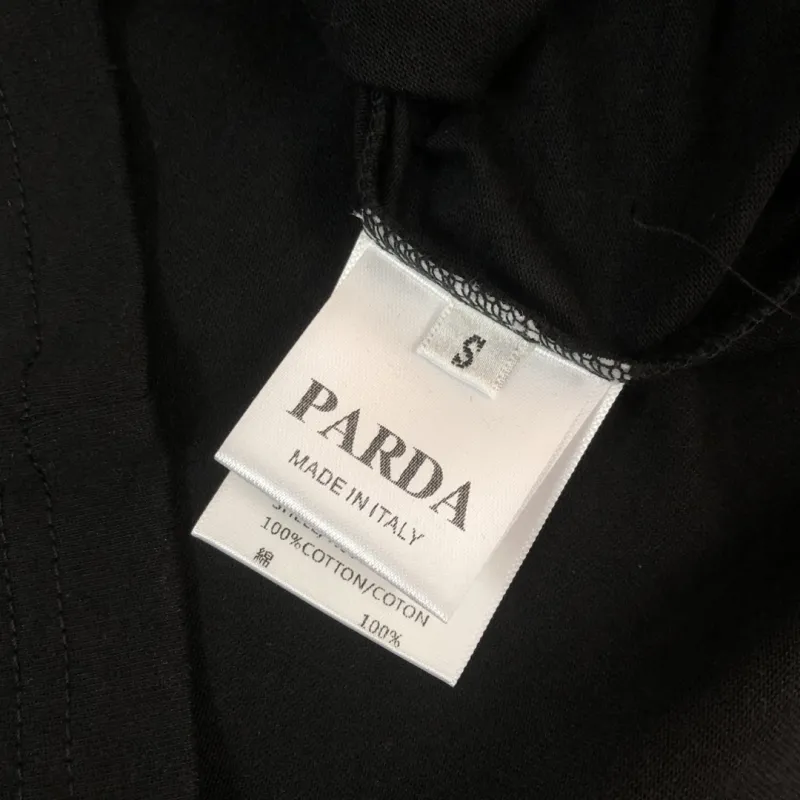 S
PARDA
MADE IN ITALY
100%COTTON/COTON
綿
100%